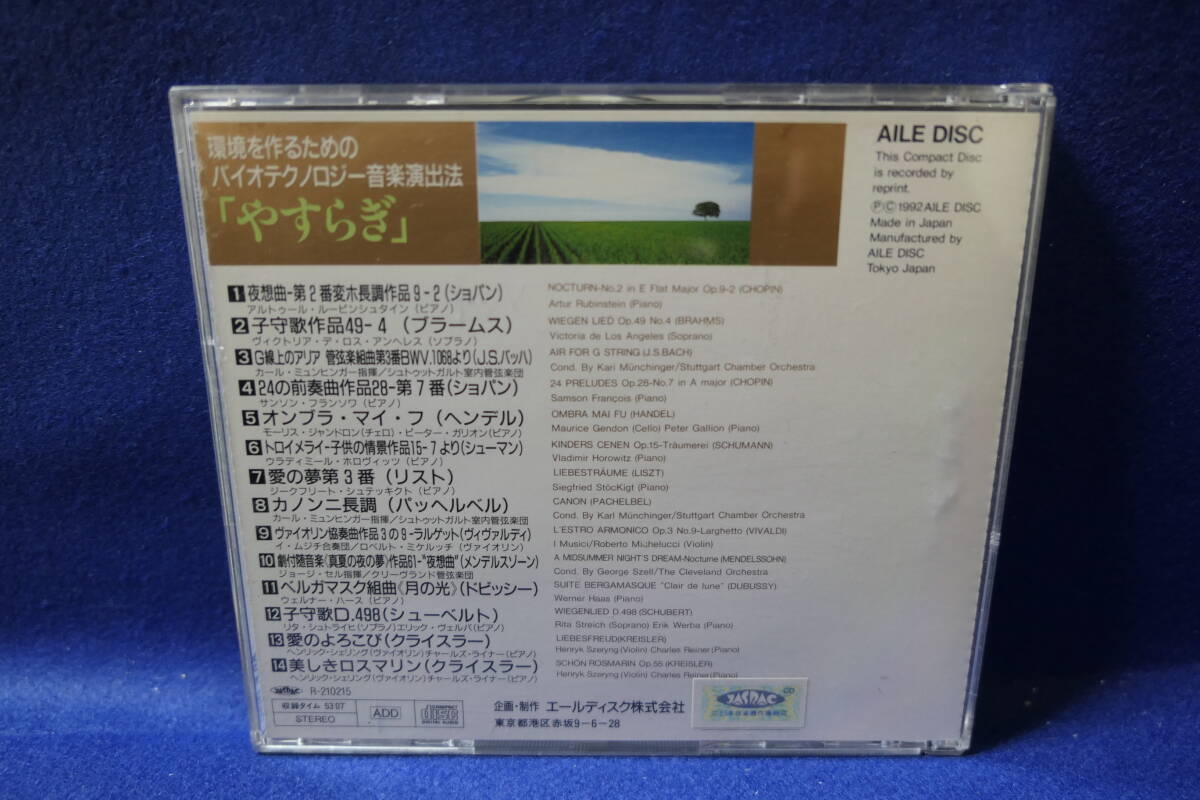 環境を作るための
バイオテクノロジー音楽演出法
「やすらぎ」
AILE DISC
This Compact Disc
is recorded by
reprint.
ⓅⒸ1992 AILE DISC
Made in Japan
Manufactured by
AILE DISC
Tokyo Japan
1 夜想曲-第2番変ホ長調作品9-2(ショパン)
アルトゥール・ルービンシュタイン(ピアノ)
NOCTURN-No.2 in E Flat Major Op.9-2 (CHOPIN)
Artur Rubinstein (Piano)
2 子守歌作品49-4 (ブラームス)
ヴィクトリア・デ・ロス・アンヘレス(ソプラノ)
WIEGEN LIED Op.49 No.4 (BRAHMS)
Victoria de Los Angeles (Soprano)
3 G線上のアリア 管弦楽組曲第3番BWV.1068より(J.S.バッハ)
カール・ミュンヒンガー指揮/シュトゥットガルト室内管弦楽団
AIR FOR G STRING (J.S.BACH)
Cond. By Karl Münchinger/Stuttgart Chamber Orchestra
4 24の前奏曲作品28-第7番(ショパン)
サンソン・フランソワ(ピアノ)
24 PRELUDES Op.28-No.7 in A major (CHOPIN)
Samson François (Piano)
5 オンブラ・マイ・フ(ヘンデル)
モーリス・ジャンドロン(チェロ)・ピーター・ガリオン(ピアノ)
OMBRA MAI FU (HANDEL)
Maurice Gendon (Cello) Peter Gallion (Piano)
6 トロイメライ-子供の情景作品15-7より(シューマン)
ウラディミール・ホロヴィッツ(ピアノ)
KINDERS CENEN Op.15-Träumerei (SCHUMANN)
Vladimir Horowitz (Piano)
7 愛の夢第3番(リスト)
ジークフリート・シュテッキクト(ピアノ)
LIEBESTRÄUME (LISZT)
Siegfried StöcKigt (Piano)
8 カノンニ長調(パッヘルベル)
カール・ミュンヒンガー指揮/シュトゥットガルト室内管弦楽団
CANON (PACHELBEL)
Cond. By Karl Münchinger/Stuttgart Chamber Orchestra
9 ヴァイオリン協奏曲作品3の9-ラルゲット(ヴィヴァルディ)
イ・ムジチ合奏団/ロベルト・ミケルッチ(ヴァイオリン)
L'ESTRO ARMONICO Op.3 No.9-Larghetto (VIVALDI)
I Musici/Roberto Michelucci (Violin)
10 劇付随音楽《真夏の夜の夢》作品61-"夜想曲"(メンデルスゾーン)
ジョージ・セル指揮/クリーヴランド管弦楽団
A MIDSUMMER NIGHT'S DREAM-Nocturne (MENDELSSOHN)
Cond. By George Szell/The Cleveland Orchestra
11 ベルガマスク組曲《月の光》(ドビッシー)
ウェルナー・ハース(ピアノ)
SUITE BERGAMASQUE "Clair de lune" (DUBUSSY)
Werner Haas (Piano)
12 子守歌D.498(シューベルト)
リタ・シュトライヒ(ソプラノ)エリック・ヴェルバ(ピアノ)
WIEGENLIED D.498 (SCHUBERT)
Rita Streich (Soprano) Erik Werba (Piano)
13 愛のよろこび(クライスラー)
ヘンリック・シェリング(ヴァイオリン)チャールズ・ライナー(ピアノ)
LIEBESFREUD(KREISLER)
Henryk Szeryng (Violin) Charles Reiner(Piano)
14 美しきロスマリン(クライスラー)
ヘンリック・シェリング(ヴァイオリン)チャールズ・ライナー(ピアノ)
SCHÖN ROSMARIN Op.55 (KREISLER)
Henryk Szeryng (Violin) Charles Reiner(Piano)
JASRAC R-210215
収録タイム 53:07
STEREO
ADD
COMPACT
disc
DIGITAL AUDIO
企画・制作 エールディスク株式会社
東京都港区赤坂9-6-28
JASRAC
CD